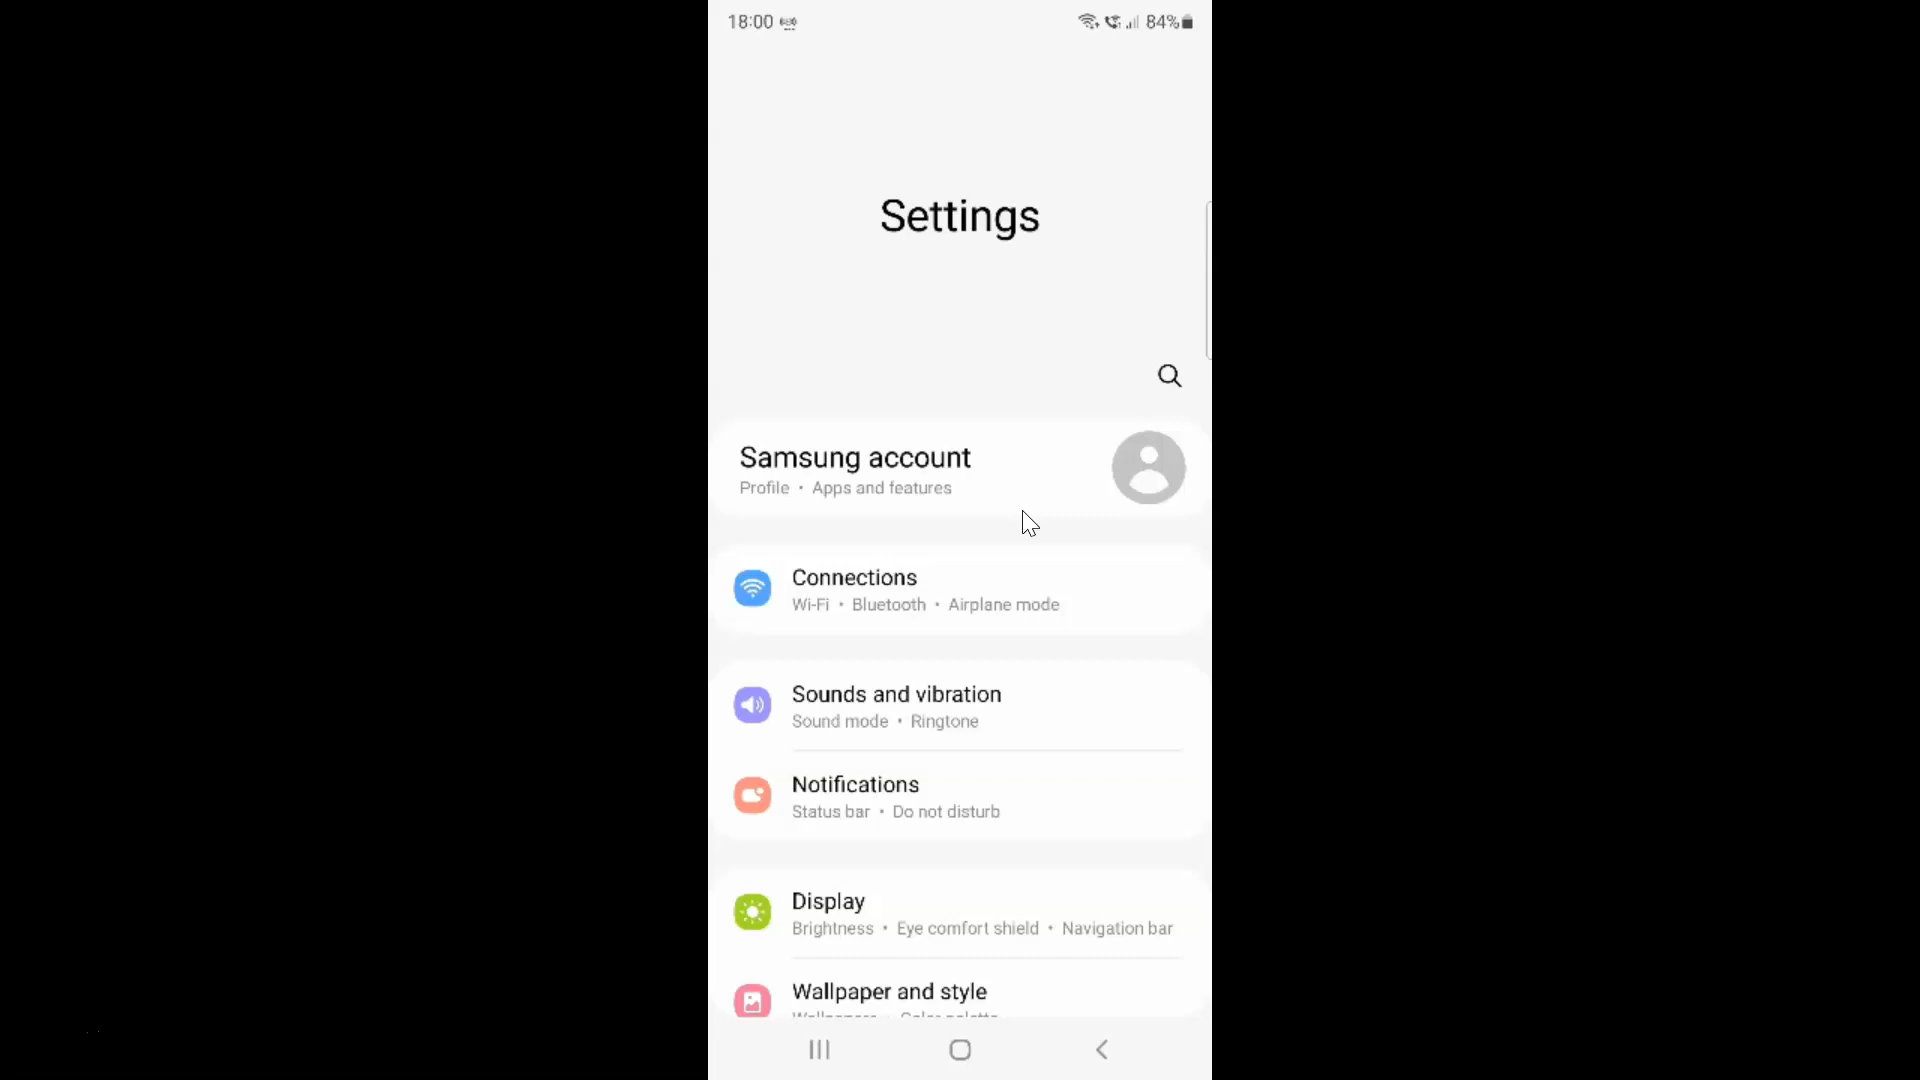 18:00
84%
Settings
Samsung account
Profile • Apps and features
Connections
Wi-Fi • Bluetooth • Airplane mode
Sounds and vibration
Sound mode • Ringtone
Notifications
Status bar • Do not disturb
Display
Brightness • Eye comfort shield • Navigation bar
Wallpaper and style